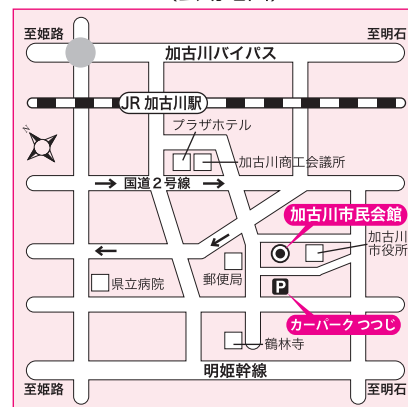 至姫路
至明石
加古川バイパス
JR 加古川駅
N
プラザホテル
加古川商工会議所
国道2号線
加古川市民会館
加古川
市役所
郵便局
県立病院
P
カーパーク つつじ
鶴林寺
明姫幹線
至姫路
至明石